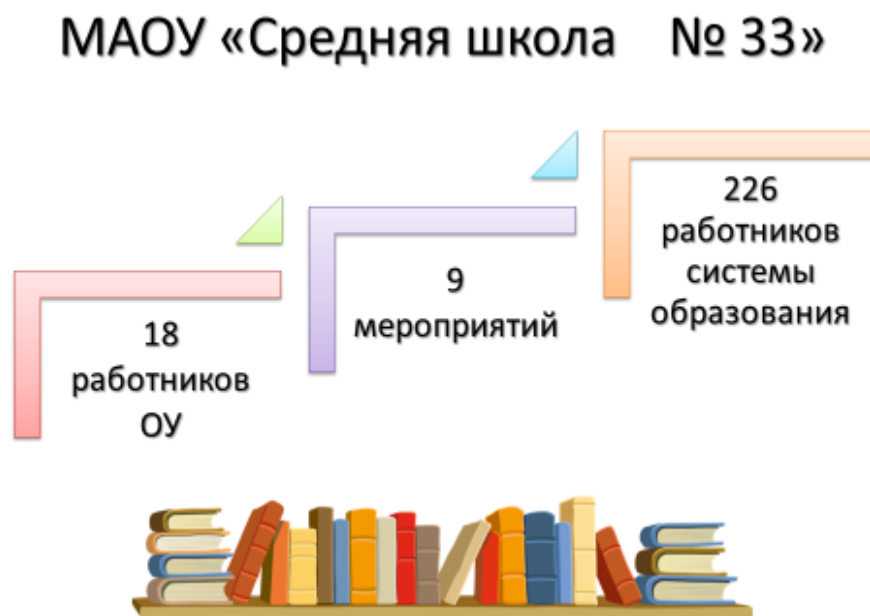 МАОУ «Средняя школа № 33»
18
работников
ОУ
9
мероприятий
226
работников
системы
образования